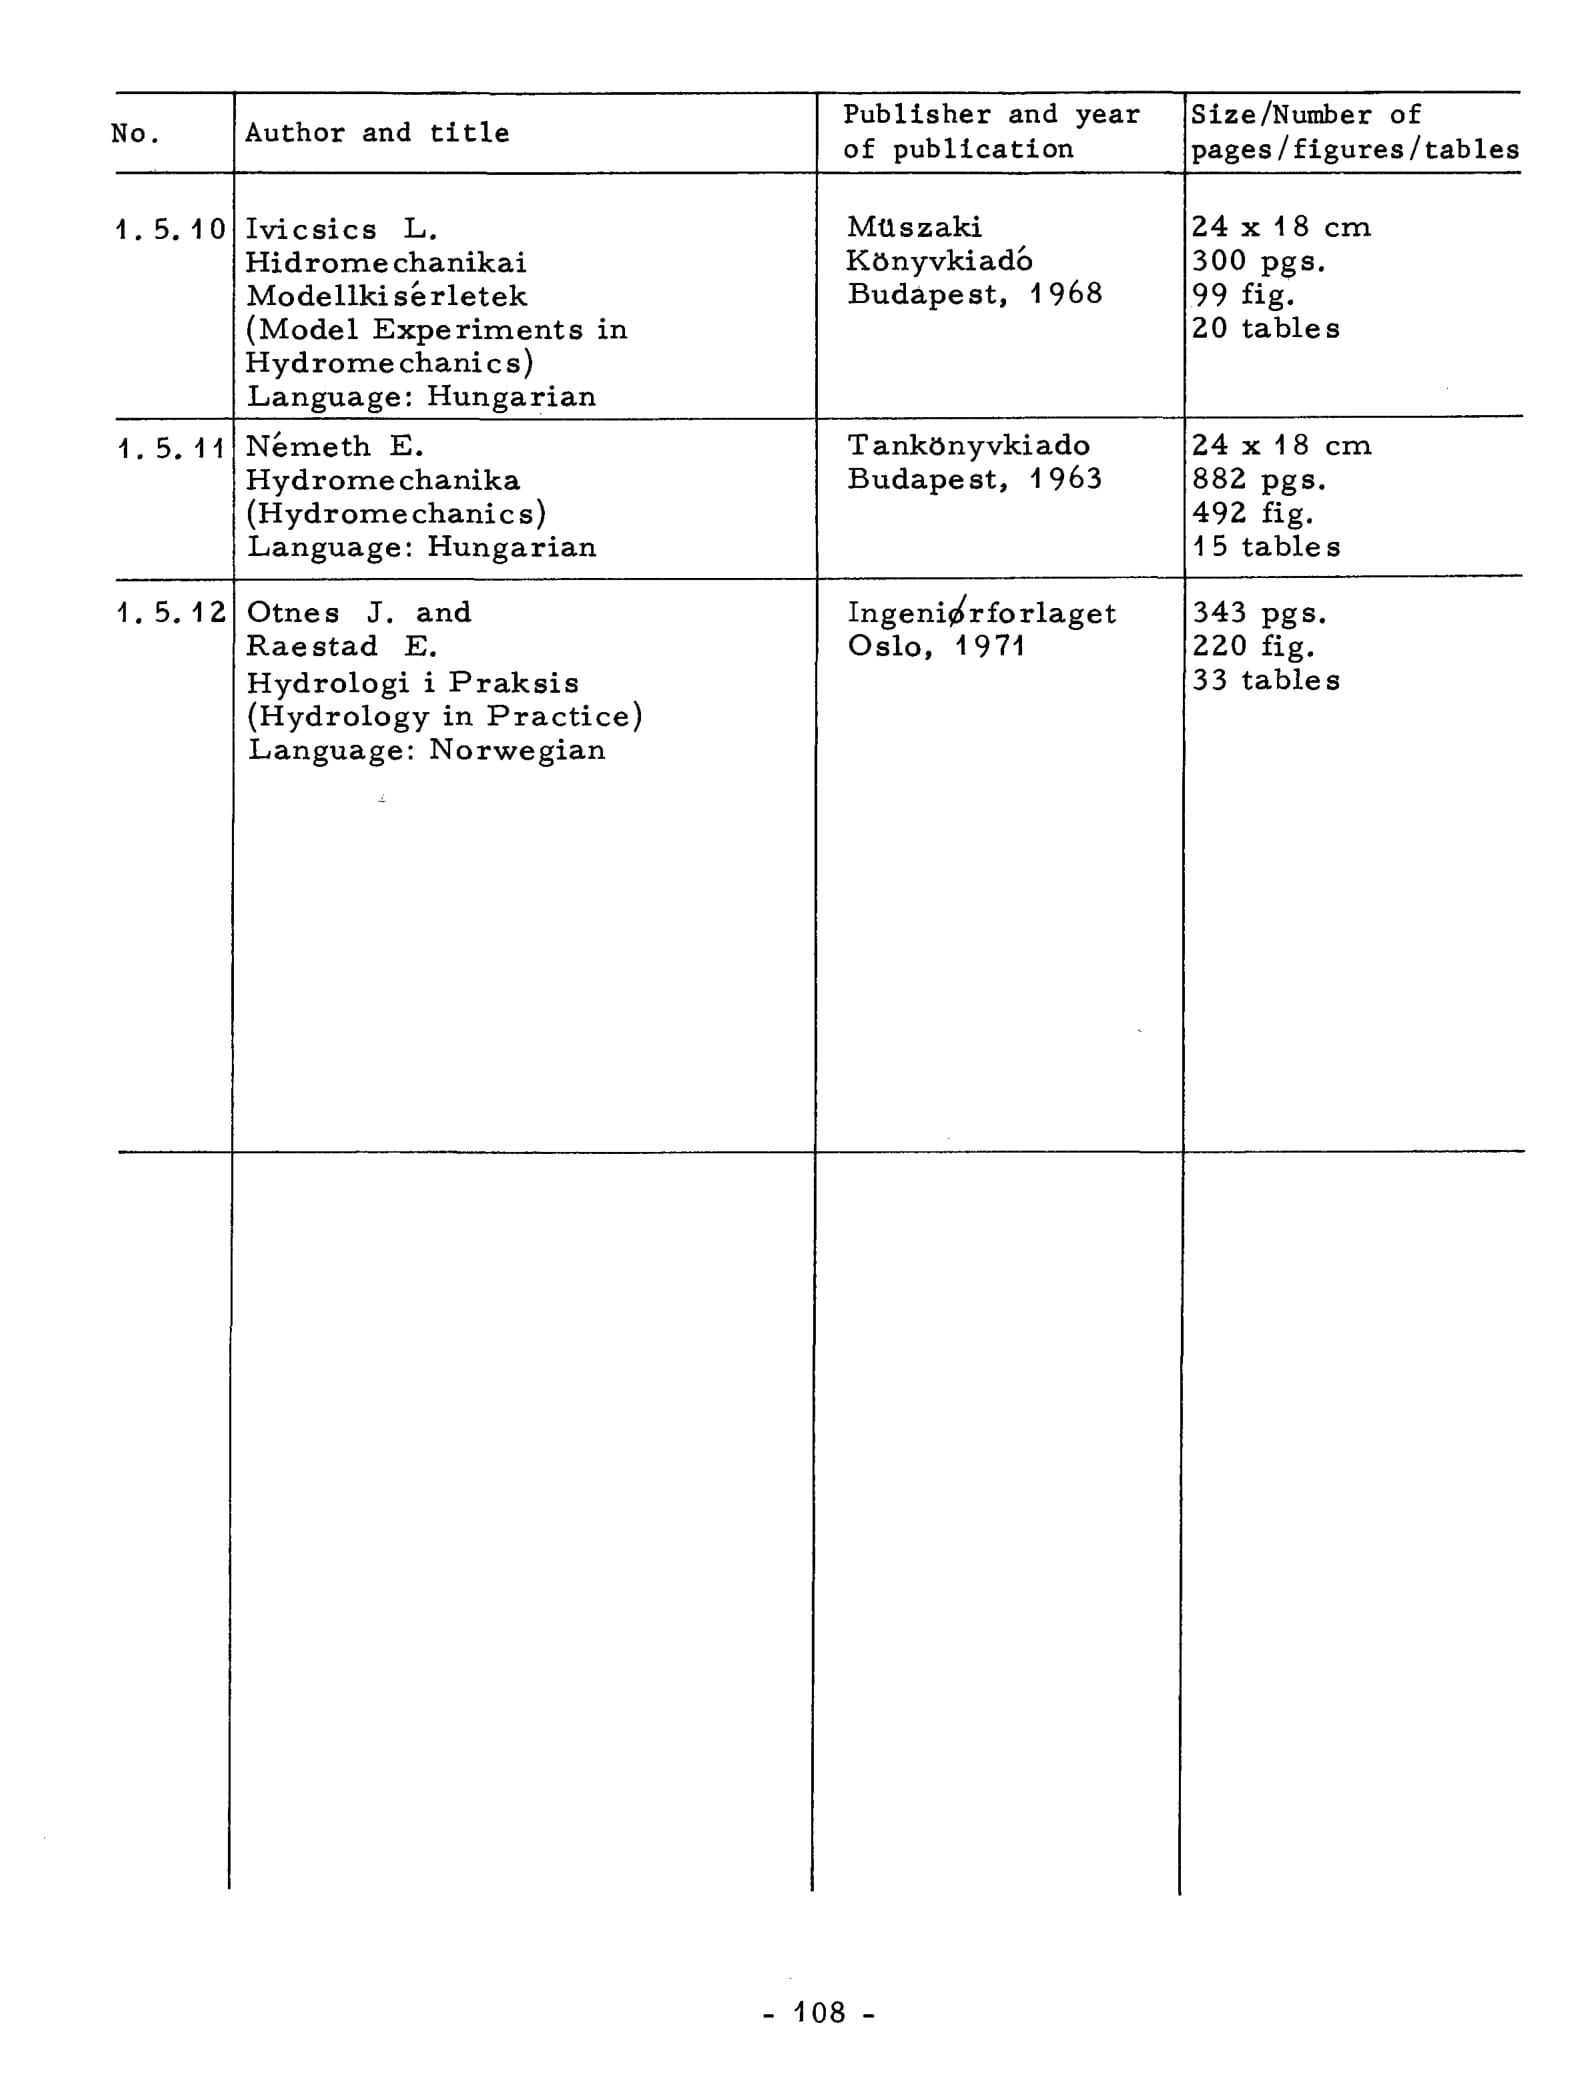 No.
Author and title
Publisher and year
of publication
Size/Number of
pages/figures/tables
1.5.10
Ivicsics L.
Hidromechanikai
Modellkisérletek
(Model Experiments in
Hydromechanics)
Language: Hungarian
Müszaki
Könyvkiadó
Budapest, 1968
24 x 18 cm
300 pgs.
99 fig.
20 tables
1.5.11
Németh E.
Hydromechanika
(Hydromechanics)
Language: Hungarian
Tankönyvkiado
Budapest, 1963
24 x 18 cm
882 pgs.
492 fig.
15 tables
1.5.12
Otnes J. and
Raestad E.
Hydrologi i Praksis
(Hydrology in Practice)
Language: Norwegian
Ingeniørforlaget
Oslo, 1971
343 pgs.
220 fig.
33 tables
- 108 -